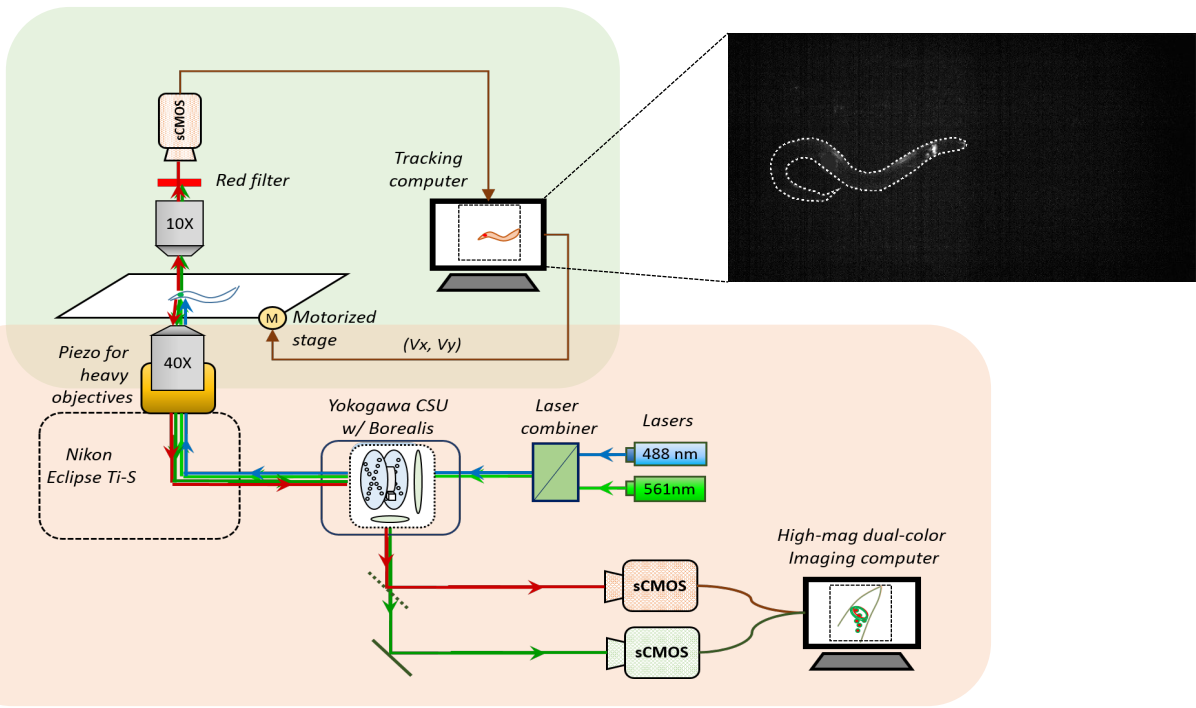 sCMOS
Red filter
10X
Tracking
computer
M
Motorized
stage
(Vx, Vy)
Piezo for
heavy
objectives
40X
Nikon
Eclipse Ti-S
Yokogawa CSU
w/ Borealis
Laser
combiner
Lasers
488 nm
561nm
High-mag dual-color
Imaging computer
sCMOS
sCMOS